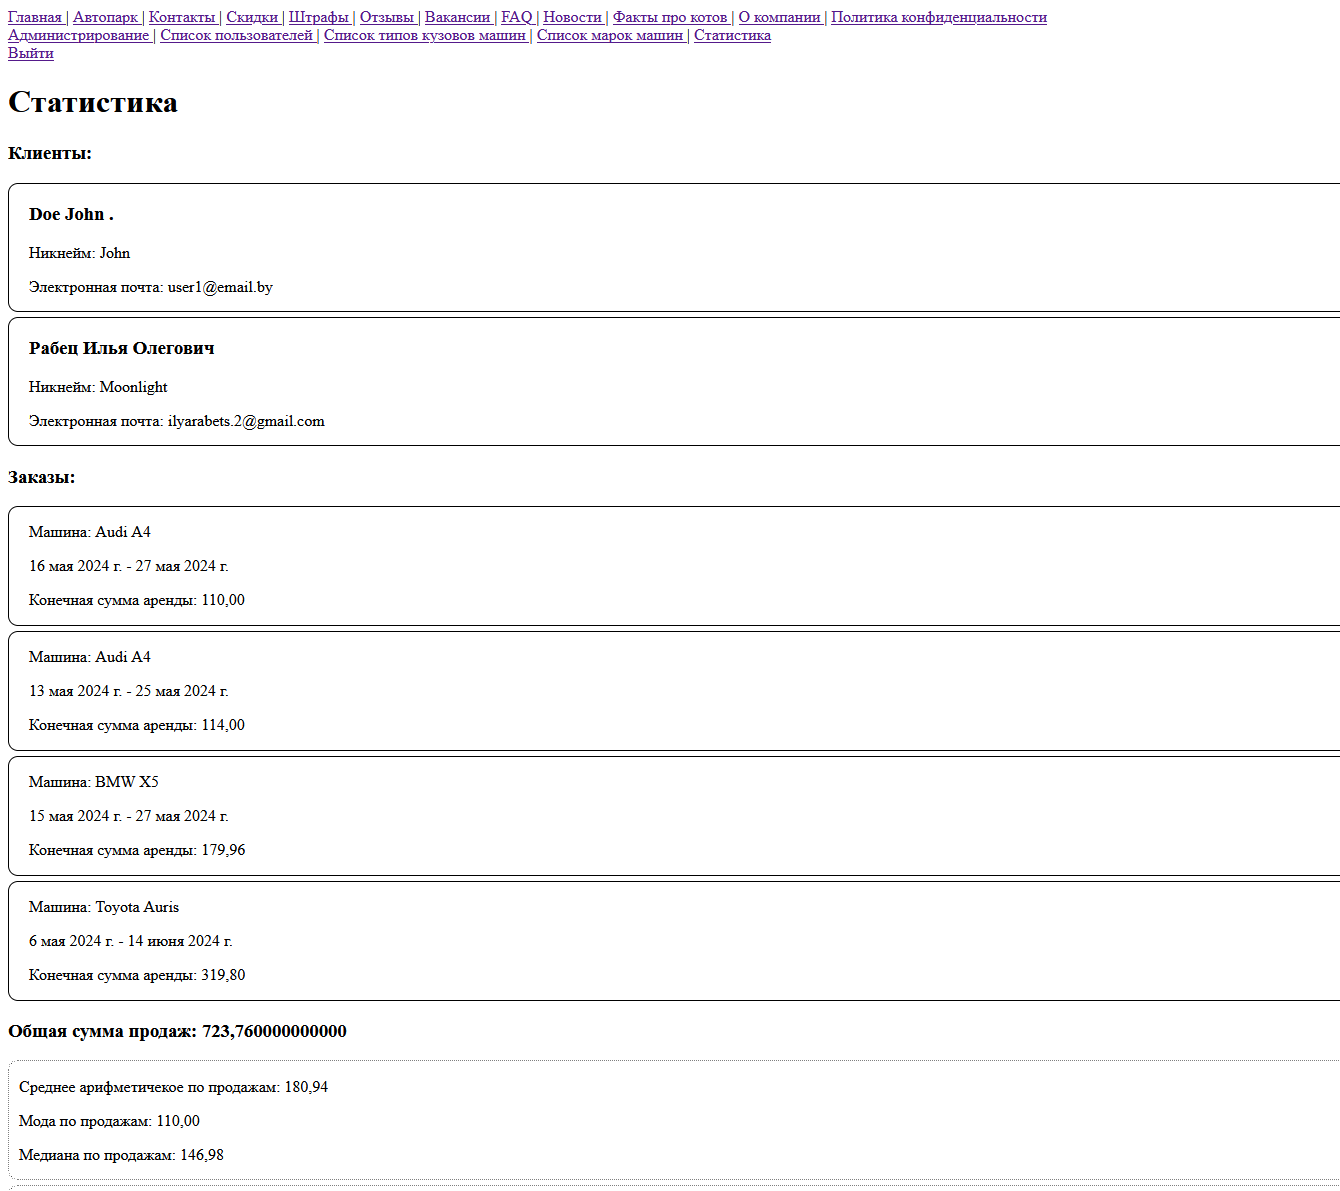 Главная | Автопарк | Контакты | Скидки | Штрафы | Отзывы | Вакансии | FAQ | Новости | Факты про котов | О компании | Политика конфиденциальности
Администрирование | Список пользователей | Список типов кузовов машин | Список марок машин | Статистика
Выйти
Статистика
Клиенты:
Doe John .
Никнейм: John
Электронная почта: user1@email.by
Рабец Илья Олегович
Никнейм: Moonlight
Электронная почта: ilyarabets.2@gmail.com
Заказы:
Машина: Audi A4
16 мая 2024 г. - 27 мая 2024 г.
Конечная сумма аренды: 110,00
Машина: Audi A4
13 мая 2024 г. - 25 мая 2024 г.
Конечная сумма аренды: 114,00
Машина: BMW X5
15 мая 2024 г. - 27 мая 2024 г.
Конечная сумма аренды: 179,96
Машина: Toyota Auris
6 мая 2024 г. - 14 июня 2024 г.
Конечная сумма аренды: 319,80
Общая сумма продаж: 723,760000000000
Среднее арифметичекое по продажам: 180,94
Мода по продажам: 110,00
Медиана по продажам: 146,98